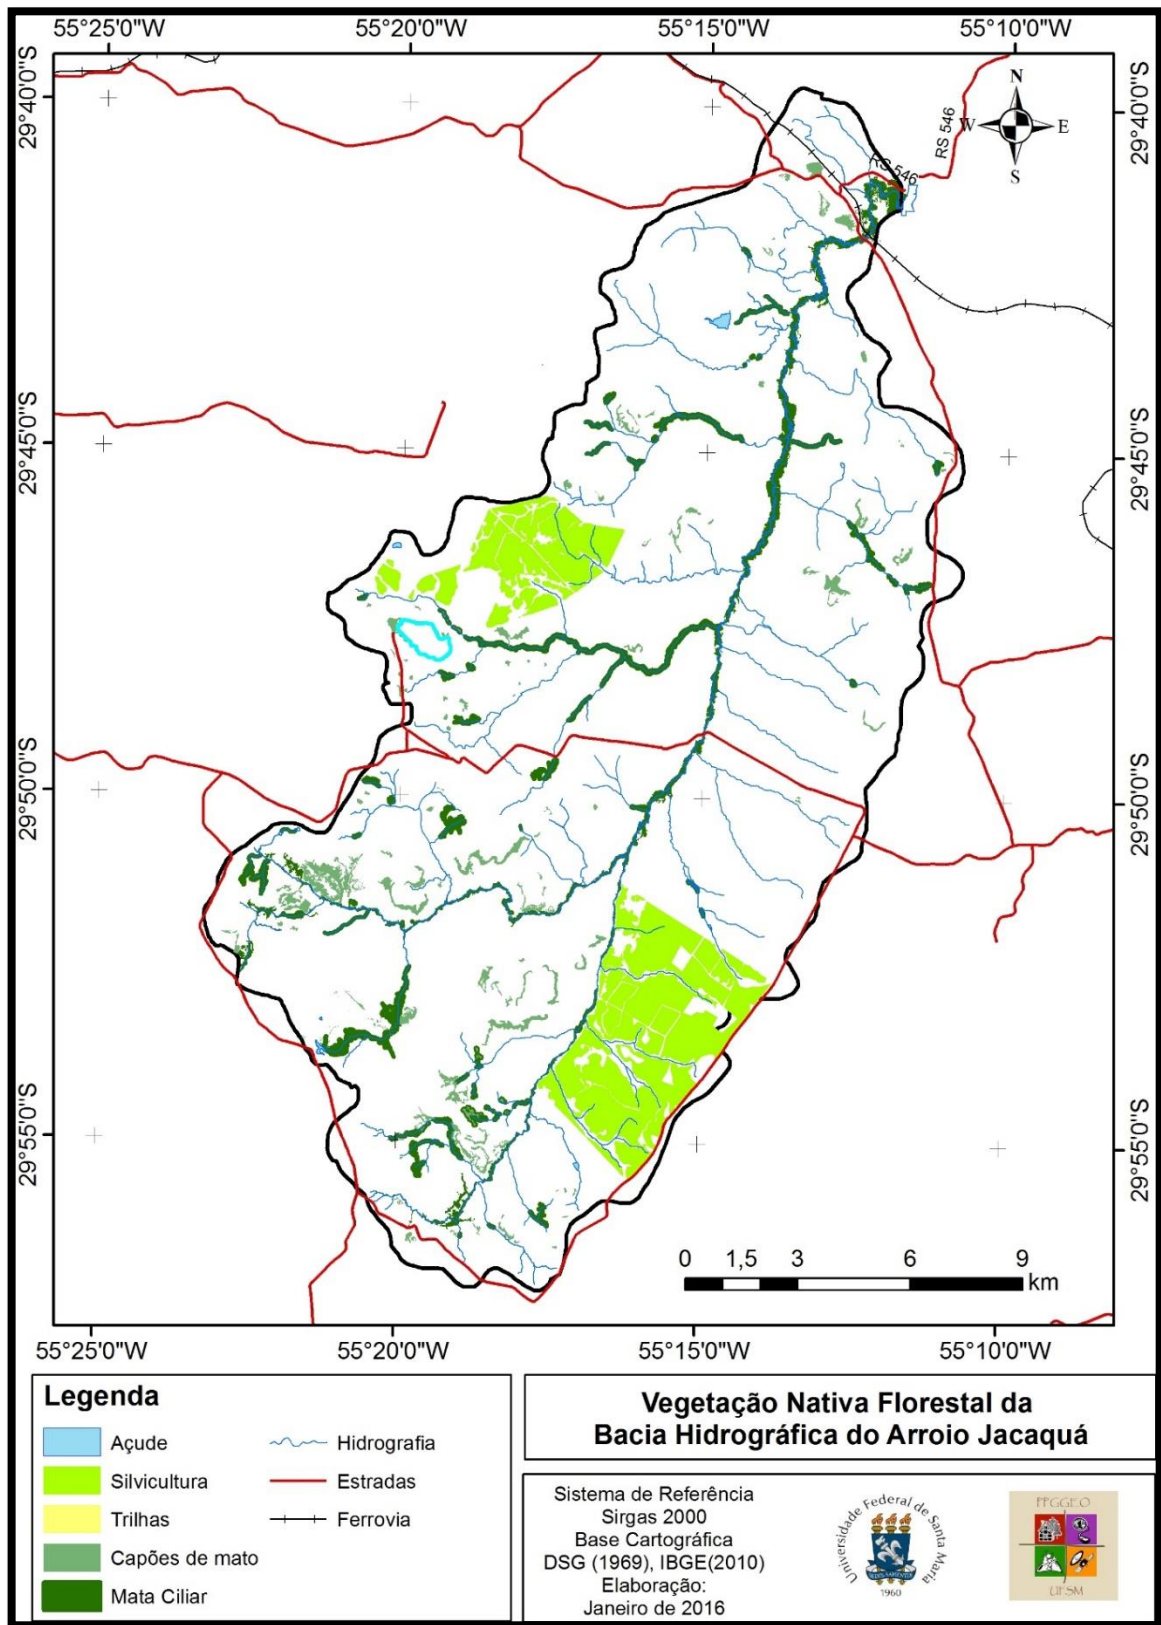 55°25'0"W 55°20'0"W 55°15'0"W 55°10'0"W
29°40'0"S
29°40'0"S
N
W
E
S
RS 546
RS 546
29°45'0"S
29°45'0"S
29°50'0"S
29°50'0"S
29°55'0"S
29°55'0"S
0 1,5 3 6 9
km
55°25'0"W 55°20'0"W 55°15'0"W 55°10'0"W
Legenda
Açude
Silvicultura
Trilhas
Capões de mato
Mata Ciliar
Hidrografia
Estradas
Ferrovia
Vegetação Nativa Florestal da
Bacia Hidrográfica do Arroio Jacaquá
Sistema de Referência
Sirgas 2000
Base Cartográfica
DSG (1969), IBGE(2010)
Elaboração:
Janeiro de 2016
Universidade Federal de Santa Maria
1960
PPGGEO
UFSM